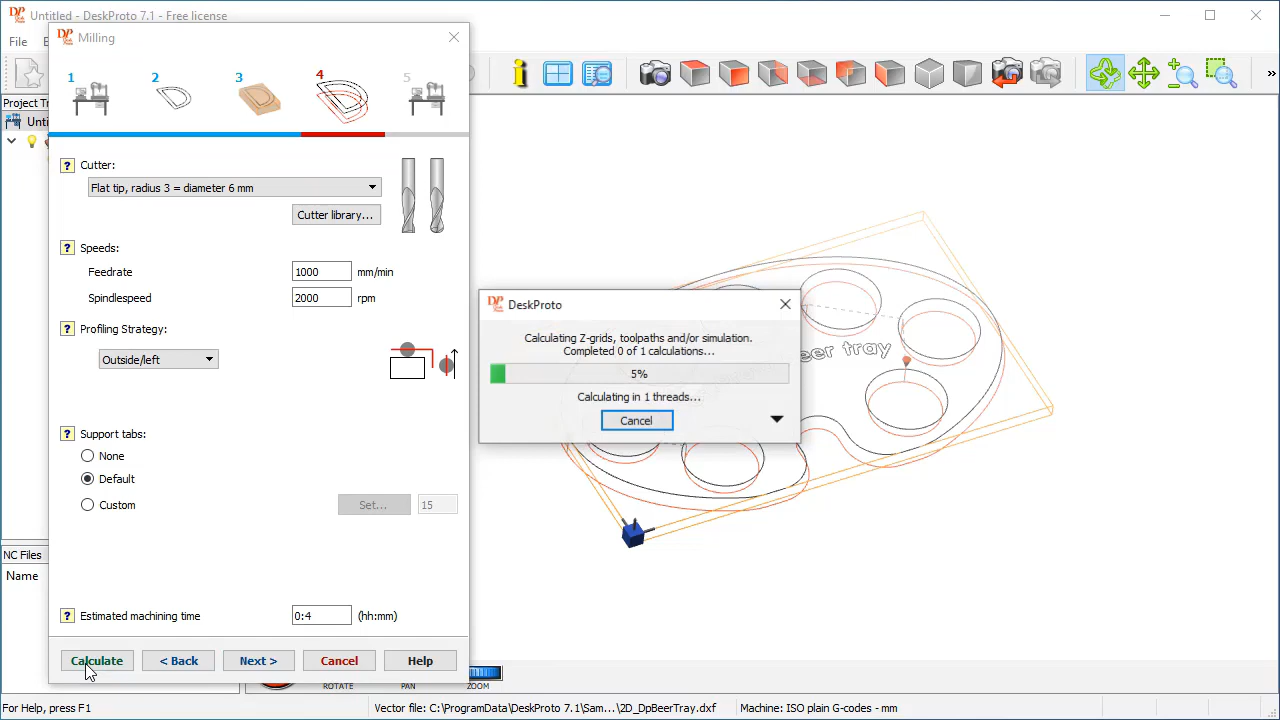 Untitled - DeskProto 7.1 - Free license
File
Milling
1
2
3
4
5
Project Tr
Unti
? Cutter:
Flat tip, radius 3 = diameter 6 mm
Cutter library...
? Speeds:
Feedrate 1000 mm/min
Spindlespeed 2000 rpm
? Profiling Strategy:
Outside/left
? Support tabs:
None
Default
Custom Set... 15
NC Files
Name
? Estimated machining time 0:4 (hh:mm)
Calculate < Back Next > Cancel Help
DeskProto
Calculating Z-grids, toolpaths and/or simulation.
Completed 0 of 1 calculations...
5%
Calculating in 1 threads...
Cancel
eer tray
ROTATE PAN ZOOM
For Help, press F1
Vector file: C:\ProgramData\DeskProto 7.1\Sam...\2D_DpBeerTray.dxf
Machine: ISO plain G-codes - mm